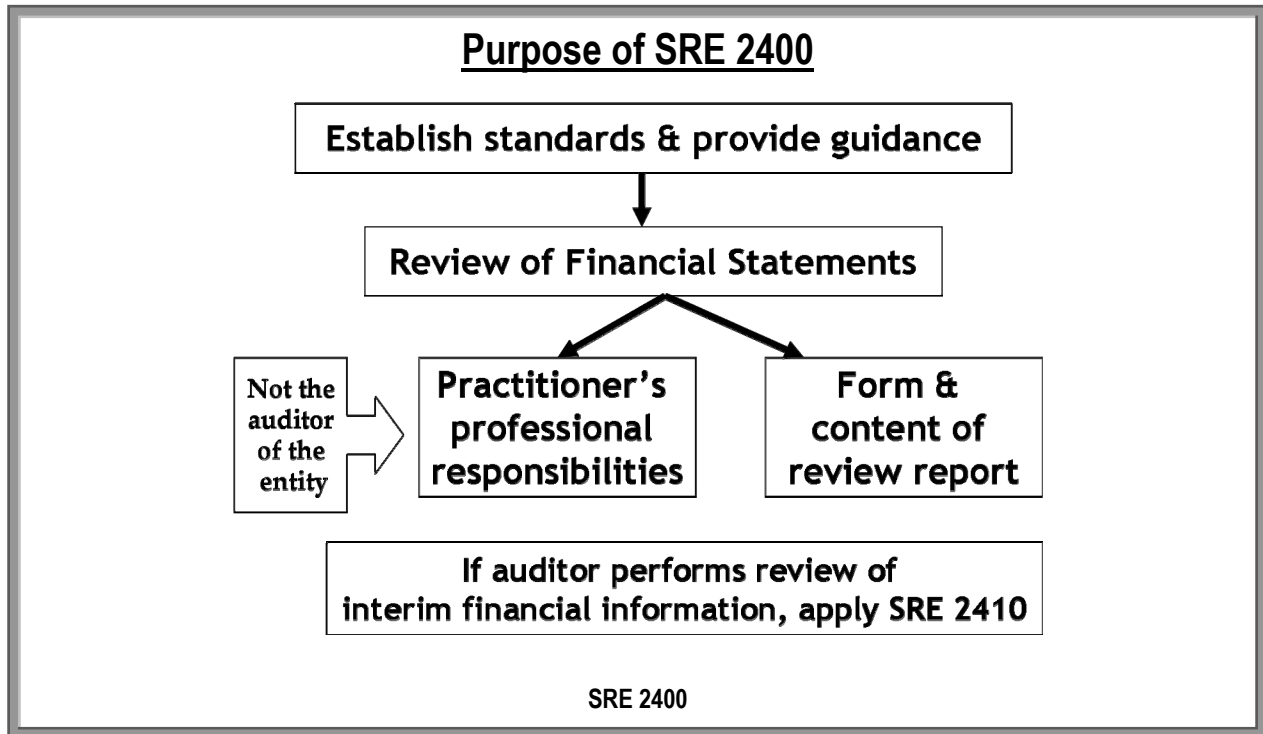 Purpose of SRE 2400
Establish standards & provide guidance
Review of Financial Statements
Not the
auditor
of the
entity
Practitioner’s
professional
responsibilities
Form &
content of
review report
If auditor performs review of
interim financial information, apply SRE 2410
SRE 2400